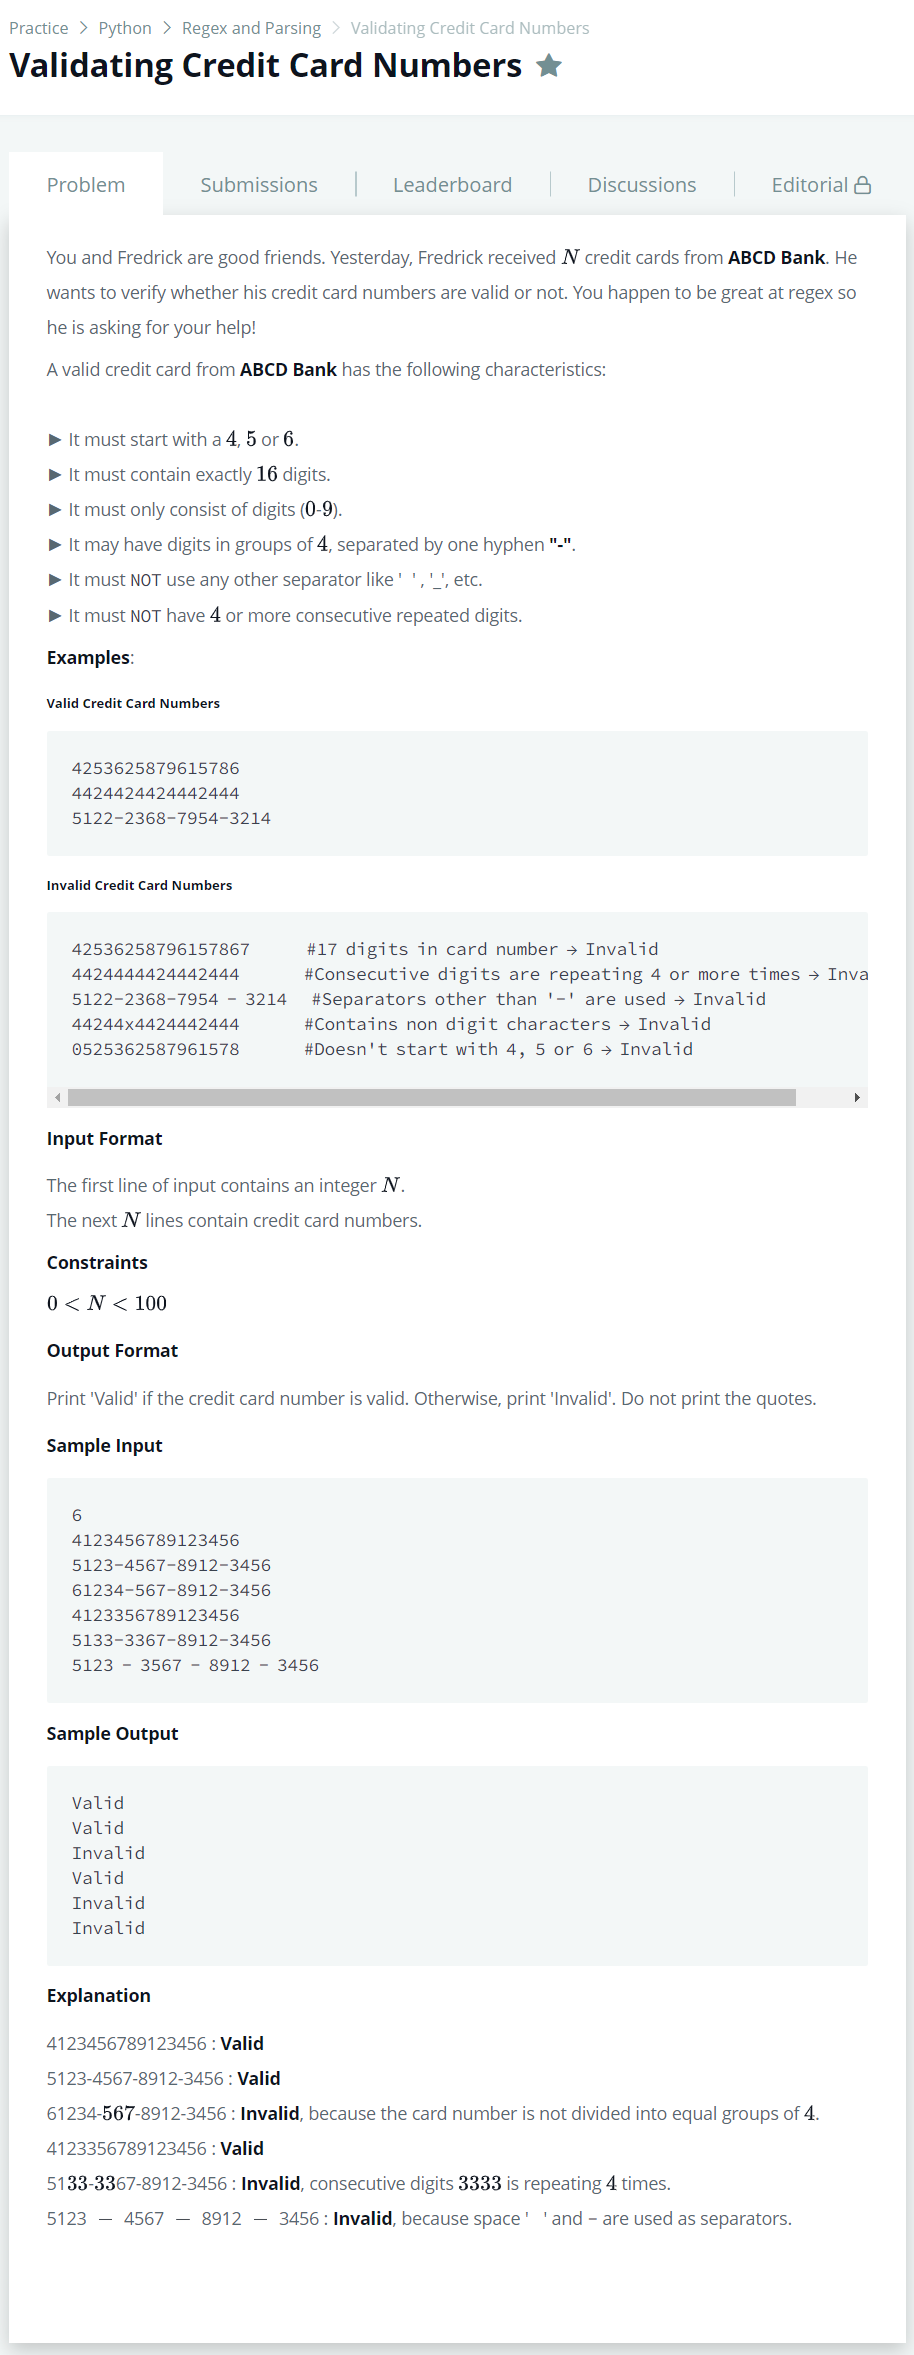 Practice > Python > Regex and Parsing > Validating Credit Card Numbers
Validating Credit Card Numbers
Problem Submissions Leaderboard Discussions Editorial
You and Fredrick are good friends. Yesterday, Fredrick received N credit cards from ABCD Bank. He
wants to verify whether his credit card numbers are valid or not. You happen to be great at regex so
he is asking for your help!
A valid credit card from ABCD Bank has the following characteristics:
► It must start with a 4, 5 or 6.
► It must contain exactly 16 digits.
► It must only consist of digits (0-9).
► It may have digits in groups of 4, separated by one hyphen "-".
► It must NOT use any other separator like ' ' , '_', etc.
► It must NOT have 4 or more consecutive repeated digits.
Examples:
Valid Credit Card Numbers
4253625879615786
4424424424442444
5122-2368-7954-3214
Invalid Credit Card Numbers
42536258796157867 #17 digits in card number → Invalid
4424444424442444 #Consecutive digits are repeating 4 or more times → Inva
5122-2368-7954 - 3214 #Separators other than '-' are used → Invalid
44244x4424442444 #Contains non digit characters → Invalid
0525362587961578 #Doesn't start with 4, 5 or 6 → Invalid
Input Format
The first line of input contains an integer N.
The next N lines contain credit card numbers.
Constraints
0 < N < 100
Output Format
Print 'Valid' if the credit card number is valid. Otherwise, print 'Invalid'. Do not print the quotes.
Sample Input
6
4123456789123456
5123-4567-8912-3456
61234-567-8912-3456
4123356789123456
5133-3367-8912-3456
5123 - 3567 - 8912 - 3456
Sample Output
Valid
Valid
Invalid
Valid
Invalid
Invalid
Explanation
4123456789123456 : Valid
5123-4567-8912-3456 : Valid
61234-567-8912-3456 : Invalid, because the card number is not divided into equal groups of 4.
4123356789123456 : Valid
5133-3367-8912-3456 : Invalid, consecutive digits 3333 is repeating 4 times.
5123 — 4567 — 8912 — 3456 : Invalid, because space ' ' and − are used as separators.